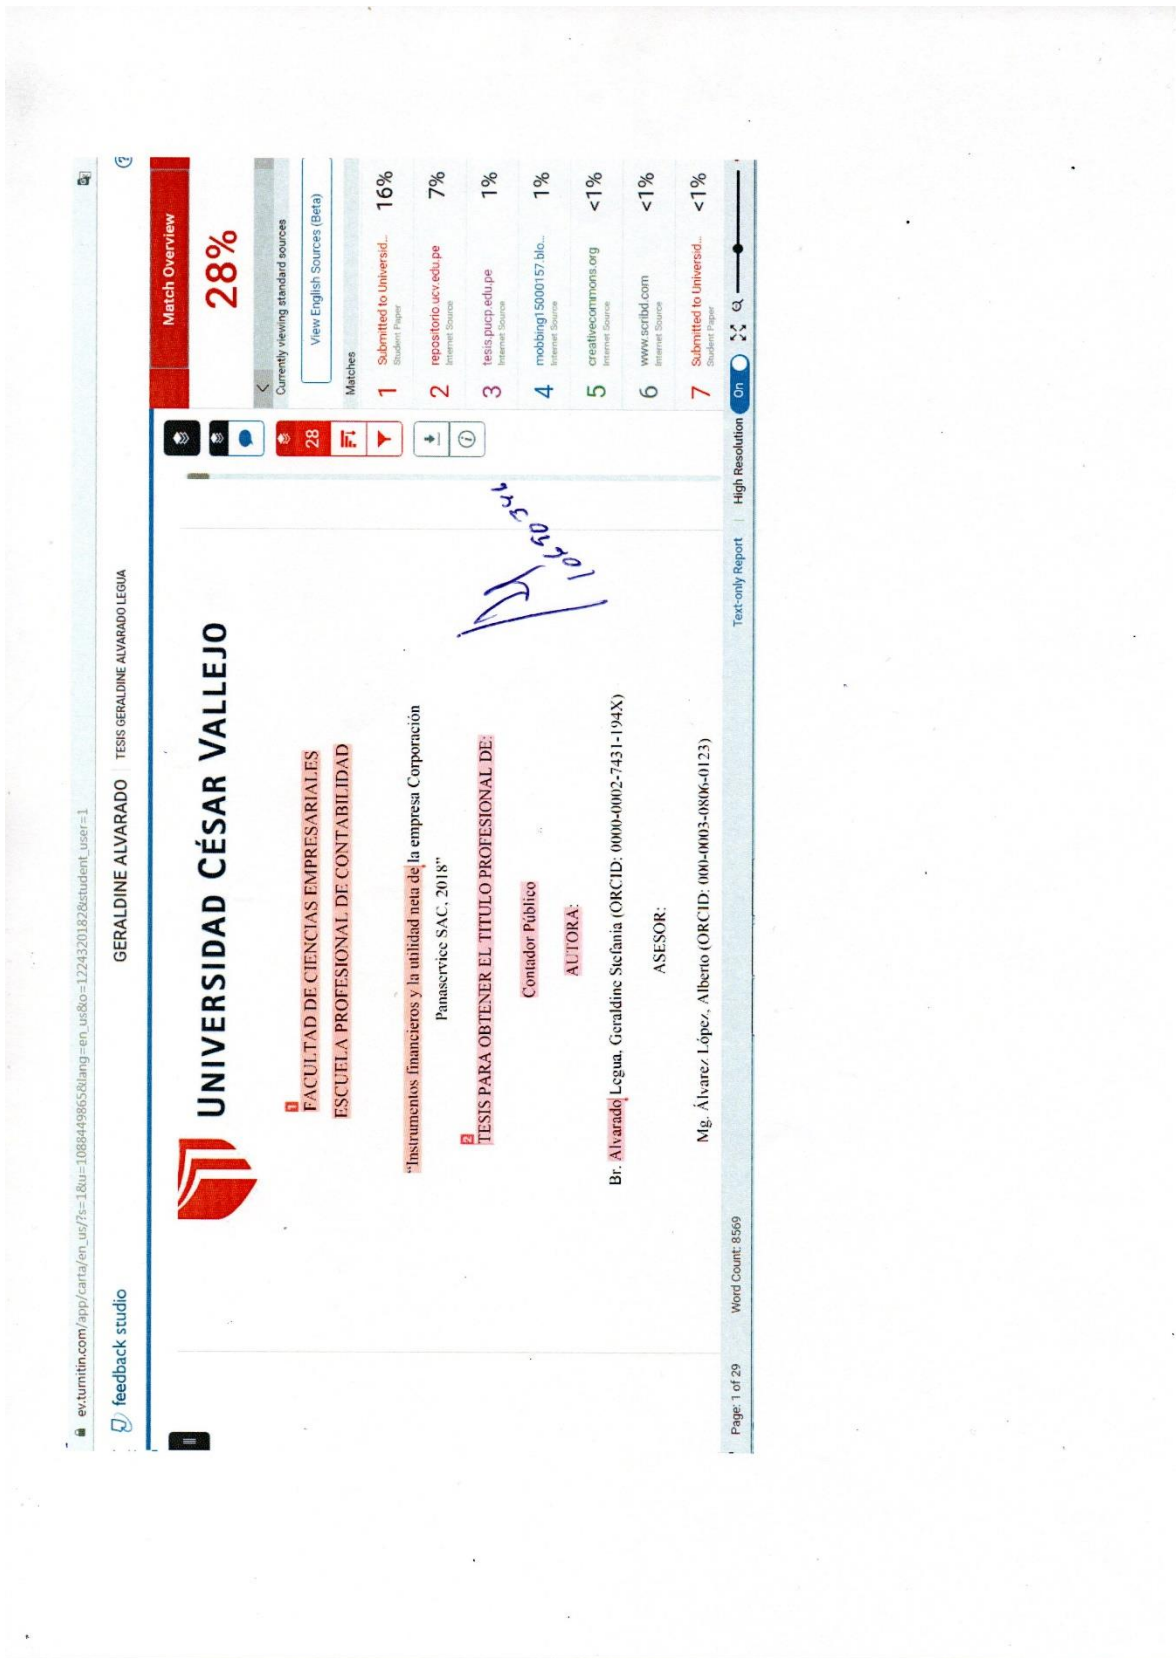 ev.turnitin.com/app/carta/en_us/?s=1&u=1088449865&lang=en_us&o=1224320182&student_user=1
feedback studio
GERALDINE ALVARADO
TESIS GERALDINE ALVARADO LEGUA
UNIVERSIDAD CÉSAR VALLEJO
1
FACULTAD DE CIENCIAS EMPRESARIALES
ESCUELA PROFESIONAL DE CONTABILIDAD
“Instrumentos financieros y la utilidad neta de la empresa Corporación
Panaservice SAC, 2018”
2
TESIS PARA OBTENER EL TITULO PROFESIONAL DE:
Contador Público
AUTORA:
Br. Alvarado Legua, Geraldine Stefania (ORCID: 0000-0002-7431-194X)
ASESOR:
Mg. Álvarez López, Alberto (ORCID: 000-0003-0806-0123)
28
Match Overview
28%
Currently viewing standard sources
View English Sources (Beta)
Matches
1 Submitted to Universid... 16%
Student Paper
2 repositorio.ucv.edu.pe 7%
Internet Source
3 tesis.pucp.edu.pe 1%
Internet Source
4 mobbing15000157.blo... 1%
Internet Source
5 creativecommons.org <1%
Internet Source
6 www.scribd.com <1%
Internet Source
7 Submitted to Universid... <1%
Student Paper
Page: 1 of 29
Word Count: 8569
Text-only Report
High Resolution
On